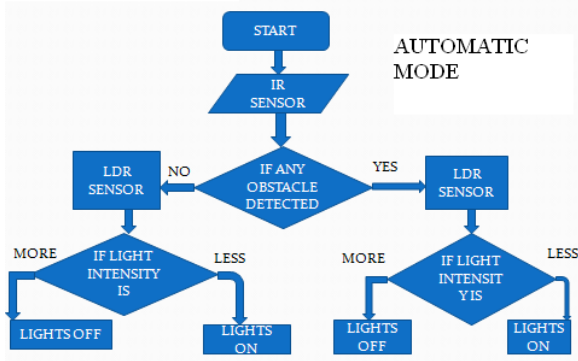 START
AUTOMATIC
MODE
IR
SENSOR
LDR
SENSOR
NO
IF ANY
OBSTACLE
DETECTED
YES
LDR
SENSOR
MORE
IF LIGHT
INTENSITY
IS
LESS
MORE
IF LIGHT
INTENSIT
Y IS
LESS
LIGHTS OFF
LIGHTS
ON
LIGHTS
OFF
LIGHTS
ON